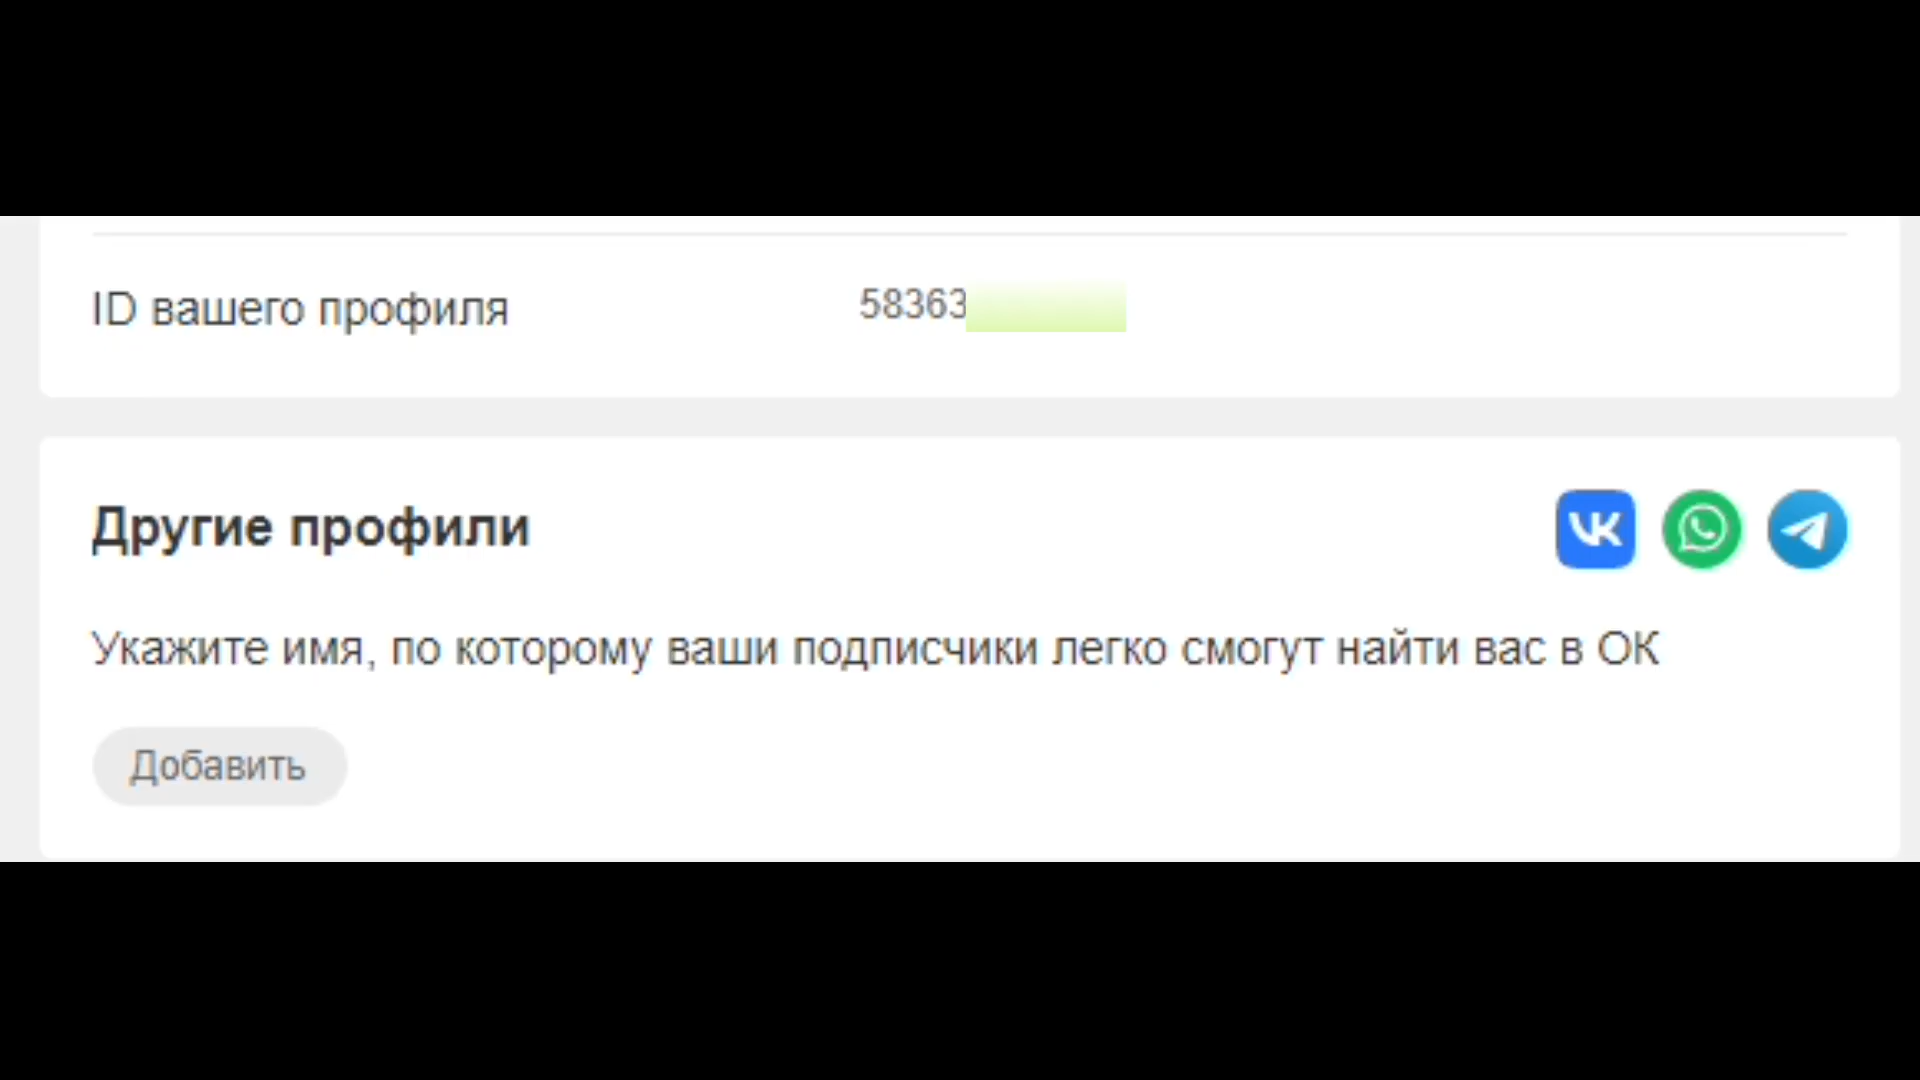 ID вашего профиля 58363
Другие профили
Укажите имя, по которому ваши подписчики легко смогут найти вас в ОК
Добавить